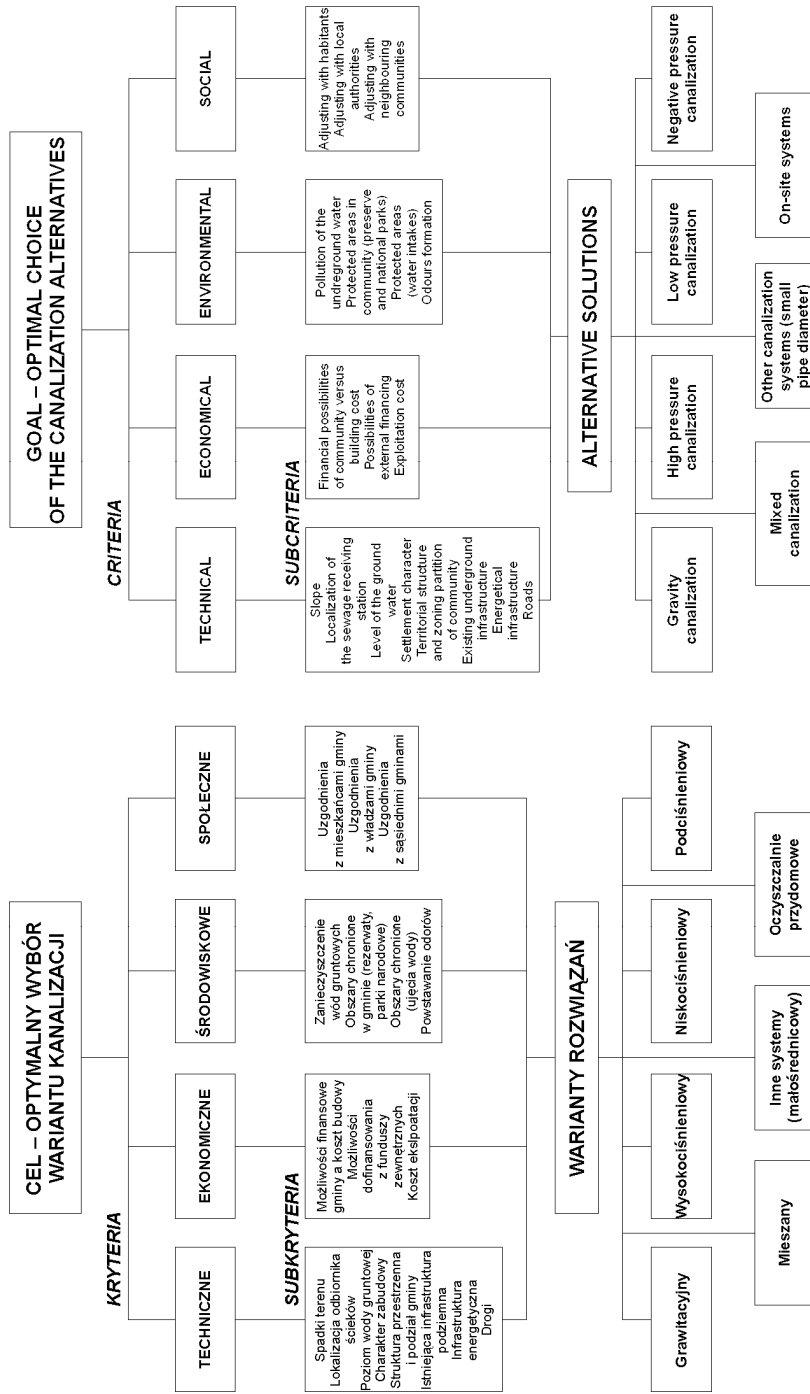 CEL – OPTYMALNY WYBÓR
WARIANTU KANALIZACJI
KRYTERIA
TECHNICZNE
EKONOMICZNE
ŚRODOWISKOWE
SPOŁECZNE
SUBKRYTERIA
Spadki terenu
Lokalizacja odbiornika
ścieków
Poziom wody gruntowej
Charakter zabudowy
Struktura przestrzenna
i podział gminy
Istniejąca infrastruktura
podziemna
Infrastruktura
energetyczna
Drogi
Możliwości finansowe
gminy a koszt budowy
Możliwości
dofinansowania
z funduszy
zewnętrznych
Koszt ekslpoatacji
Zanieczyszczenie
wód gruntowych
Obszary chronione
w gminie (rezerwaty,
parki narodowe)
Obszary chronione
(ujęcia wody)
Powstawanie odorów
Uzgodnienia
z mieszkańcami gminy
Uzgodnienia
z władzami gminy
Uzgodnienia
z sąsiednimi gminami
WARIANTY ROZWIĄZAŃ
Grawitacyjny
Wysokociśnieniowy
Niskociśnieniowy
Podciśnieniowy
Mieszany
Inne systemy
(małośrednicowy)
Oczyszczalnie
przydomowe
GOAL – OPTIMAL CHOICE
OF THE CANALIZATION ALTERNATIVES
CRITERIA
TECHNICAL
ECONOMICAL
ENVIRONMENTAL
SOCIAL
SUBCRITERIA
Slope
Localization of
the sewage receiving
station
Level of the ground
water
Settlement character
Territorial structure
and zoning partition
of community
Existing underground
infrastructure
Energetical
infrastructure
Roads
Financial possibilities
of community versus
building cost
Possibilities of
external financing
Exploitation cost
Pollution of the
undreground water
Protected areas in
community (preserve
and national parks)
Protected areas
(water intakes)
Odours formation
Adjusting with habitants
Adjusting with local
authorities
Adjusting with
neighbouring
communities
ALTERNATIVE SOLUTIONS
Gravity
canalization
High pressure
canalization
Low pressure
canalization
Negative pressure
canalization
Mixed
canalization
Other canalization
systems (small
pipe diameter)
On-site systems